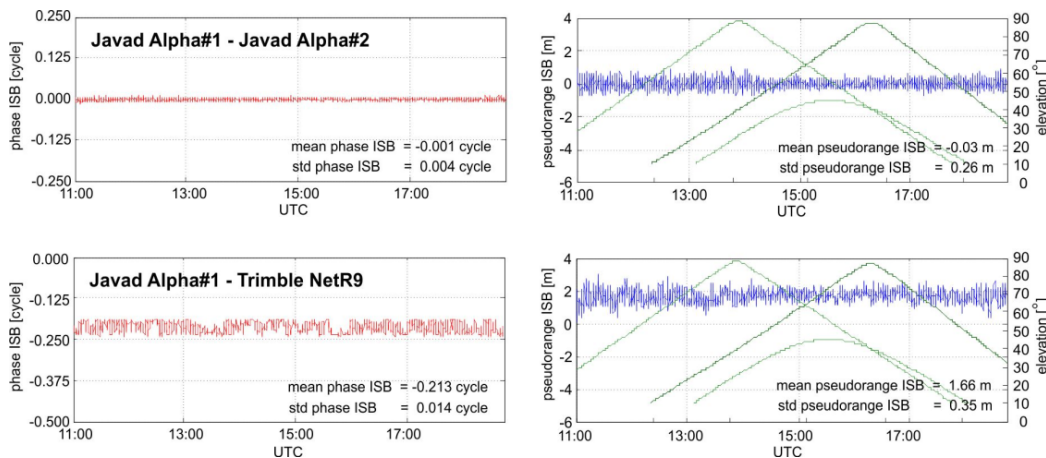 Javad Alpha#1 - Javad Alpha#2
phase ISB [cycle]
0.250
0.125
0.000
-0.125
-0.250
mean phase ISB = -0.001 cycle
std phase ISB = 0.004 cycle
11:00 13:00 15:00 17:00
UTC
pseudorange ISB [m]
4
2
0
-2
-4
-6
mean pseudorange ISB = -0.03 m
std pseudorange ISB = 0.26 m
90
80
70
60
50
40
30
20
10
0
elevation [°]
11:00 13:00 15:00 17:00
UTC
Javad Alpha#1 - Trimble NetR9
phase ISB [cycle]
0.000
-0.125
-0.250
-0.375
-0.500
mean phase ISB = -0.213 cycle
std phase ISB = 0.014 cycle
11:00 13:00 15:00 17:00
UTC
pseudorange ISB [m]
4
2
0
-2
-4
-6
mean pseudorange ISB = 1.66 m
std pseudorange ISB = 0.35 m
90
80
70
60
50
40
30
20
10
0
elevation [°]
11:00 13:00 15:00 17:00
UTC